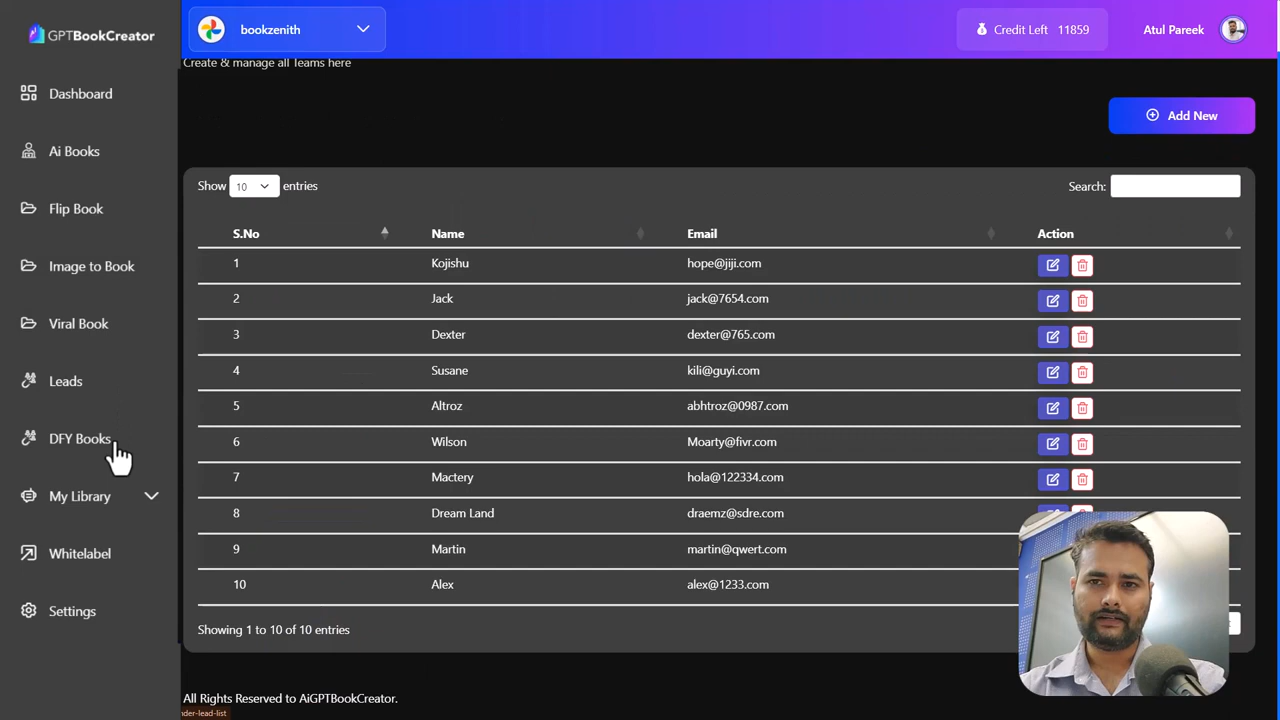 GPTBookCreator
bookzenith
Credit Left 11859
Atul Pareek
Dashboard
Ai Books
Flip Book
Image to Book
Viral Book
Leads
DFY Books
My Library
Whitelabel
Settings
Create & manage all Teams here
Add New
Show 10 entries
Search:
S.No Name Email Action
1 Kojishu hope@jiji.com
2 Jack jack@7654.com
3 Dexter dexter@765.com
4 Susane kili@guyi.com
5 Altroz abhtroz@0987.com
6 Wilson Moarty@fivr.com
7 Mactery hola@122334.com
8 Dream Land draemz@sdre.com
9 Martin martin@qwert.com
10 Alex alex@1233.com
Showing 1 to 10 of 10 entries
All Rights Reserved to AiGPTBookCreator.
nder-lead-list